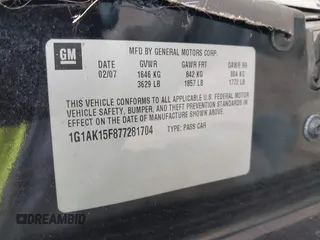 GM
MFD BY GENERAL MOTORS CORP.
DATE GVWR GAWR FRT GAWR RR
02/07 1646 KG 842 KG 804 KG
3629 LB 1857 LB 1772 LB
THIS VEHICLE CONFORMS TO ALL APPLICABLE U.S. FEDERAL MOTOR
VEHICLE SAFETY, BUMPER, AND THEFT PREVENTION STANDARDS IN
EFFECT ON THE DATE OF MANUFACTURE SHOWN ABOVE.
1G1AK15F877281704 TYPE: PASS CAR
DREAMBID